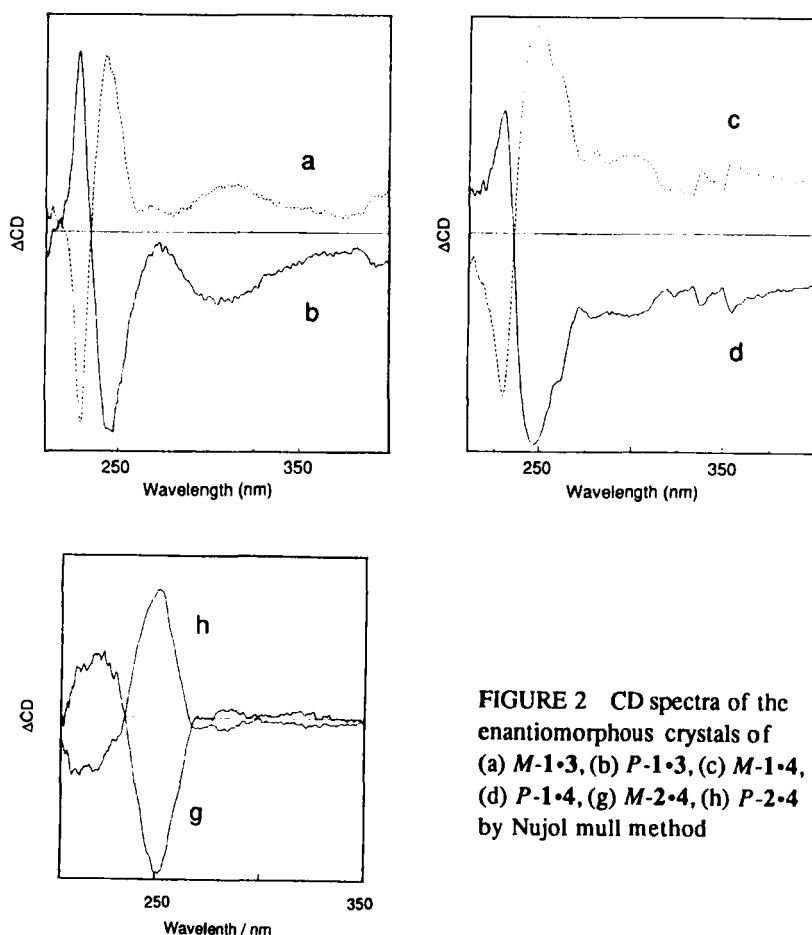 a
b
ΔCD
250
350
Wavelength (nm)
c
d
ΔCD
250
350
Wavelength (nm)
h
g
ΔCD
250
350
Wavelenth / nm
FIGURE 2 CD spectra of the
enantiomorphous crystals of
(a) M-1•3, (b) P-1•3, (c) M-1•4,
(d) P-1•4, (g) M-2•4, (h) P-2•4
by Nujol mull method